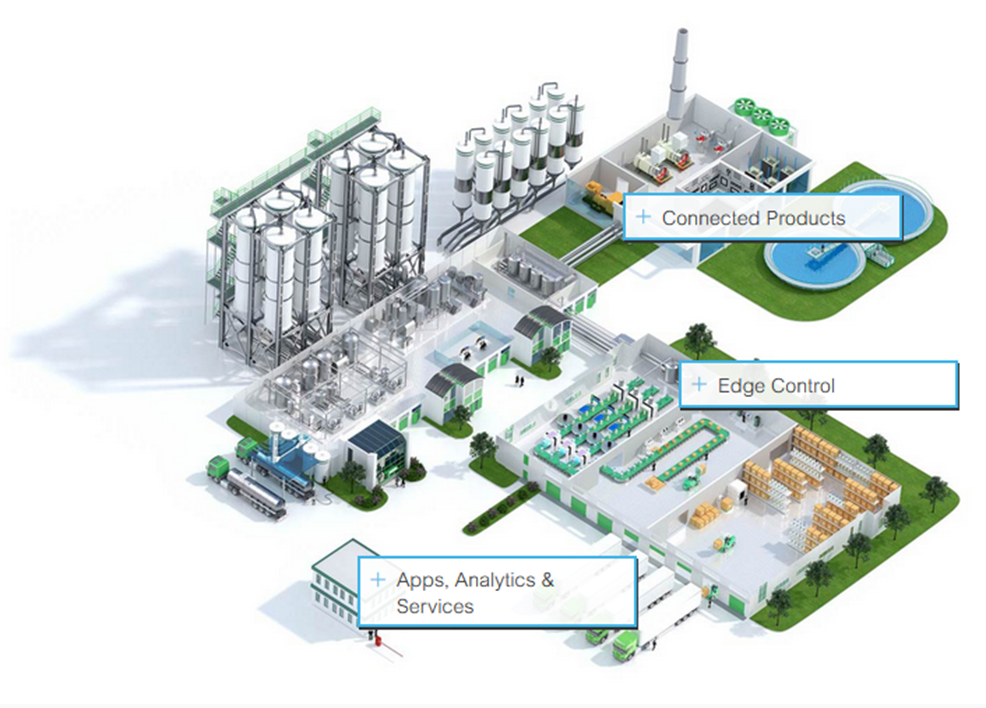 + Connected Products
+ Edge Control
+ Apps, Analytics &
Services